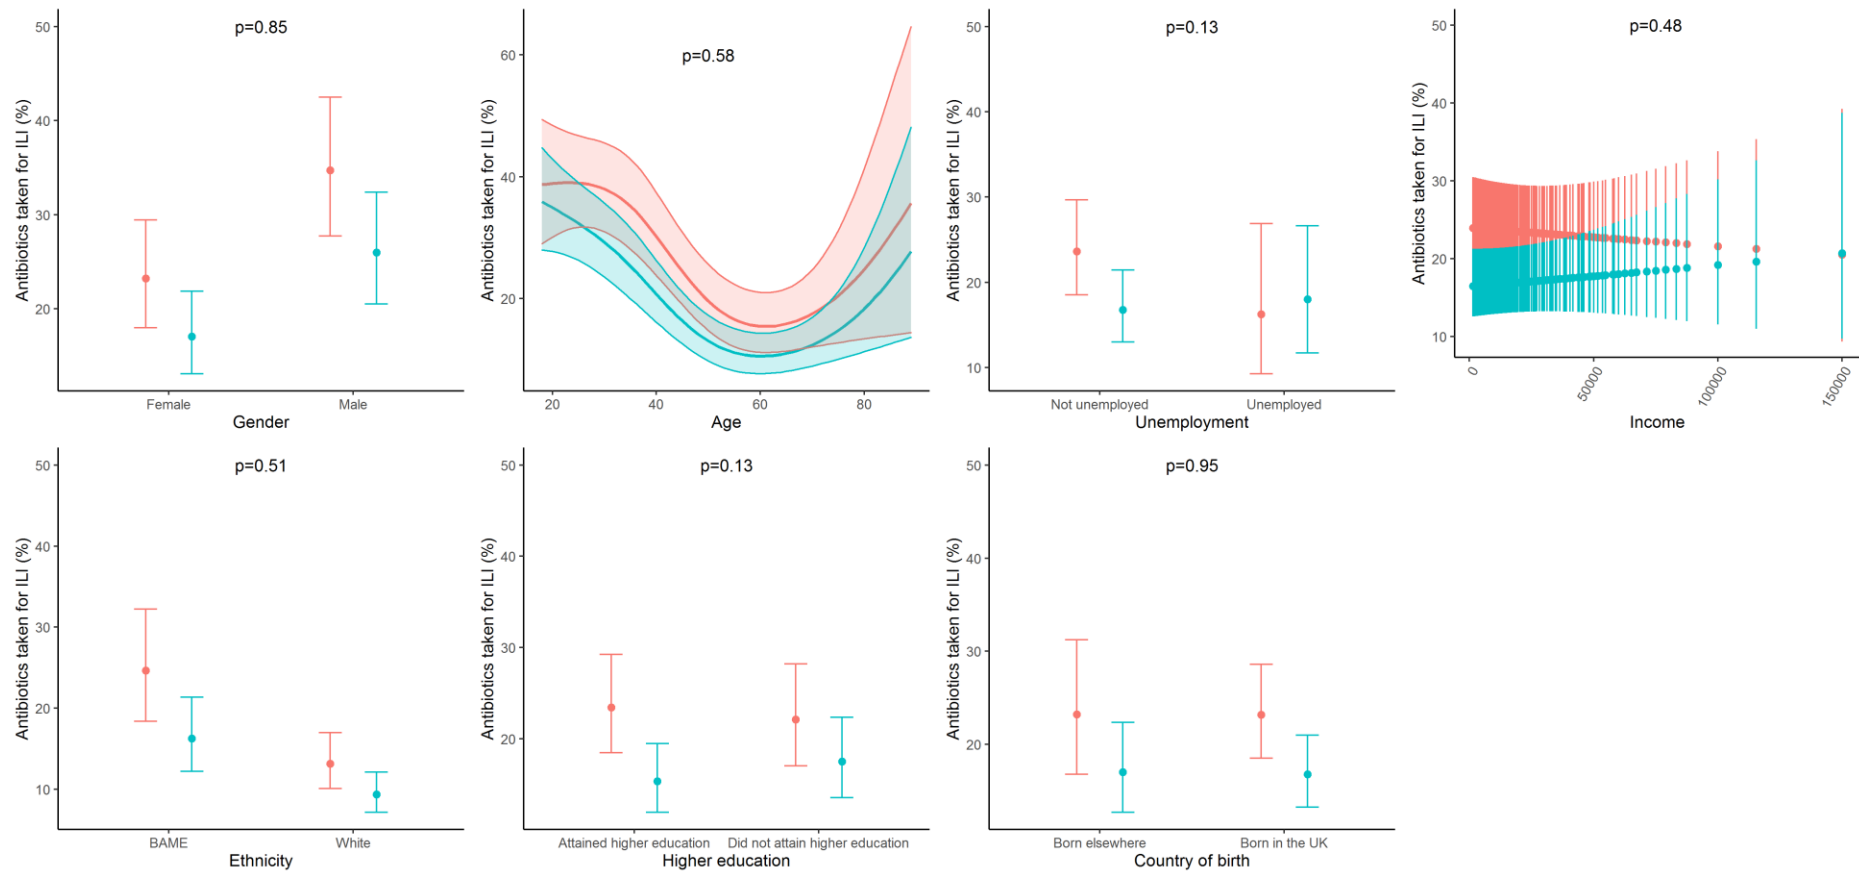 p=0.85
Antibiotics taken for ILI (%)
50
40
30
20
Female
Male
Gender
p=0.58
Antibiotics taken for ILI (%)
60
40
20
20
40
60
80
Age
p=0.13
Antibiotics taken for ILI (%)
50
40
30
20
10
Not unemployed
Unemployed
Unemployment
p=0.48
Antibiotics taken for ILI (%)
50
40
30
20
10
0
50000
100000
150000
Income
p=0.51
Antibiotics taken for ILI (%)
50
40
30
20
10
BAME
White
Ethnicity
p=0.13
Antibiotics taken for ILI (%)
50
40
30
20
Attained higher education
Did not attain higher education
Higher education
p=0.95
Antibiotics taken for ILI (%)
50
40
30
20
Born elsewhere
Born in the UK
Country of birth